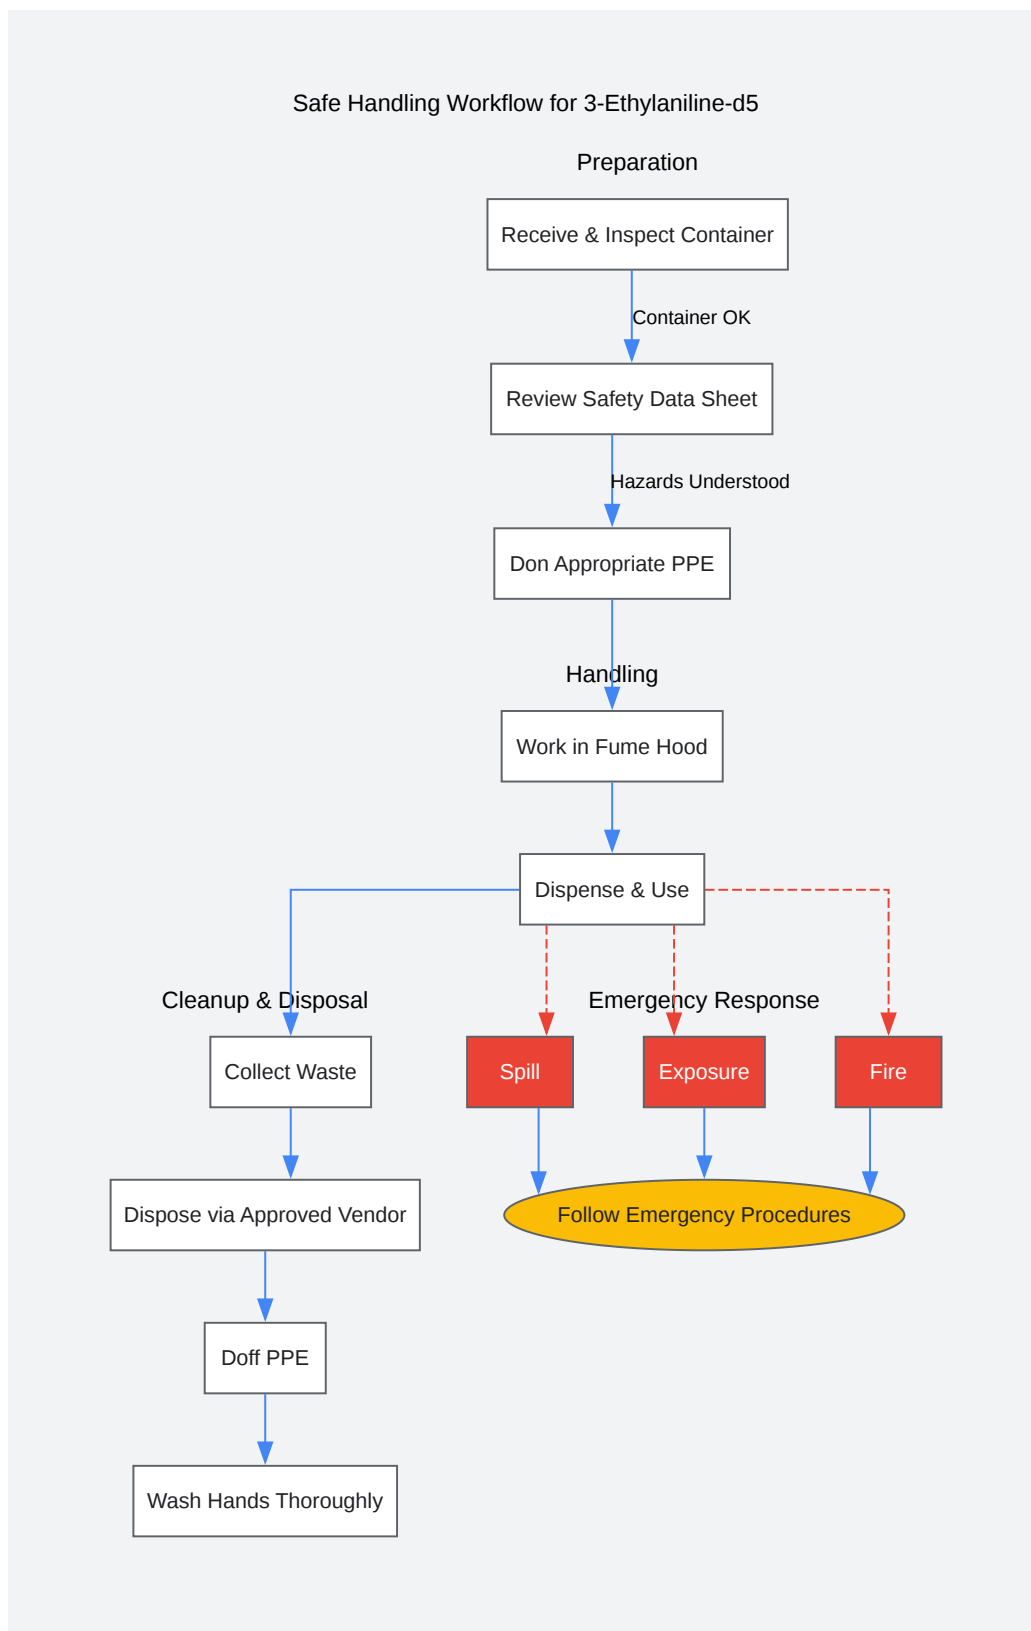 Safe Handling Workflow for 3-Ethylaniline-d5
Preparation
Receive & Inspect Container
Container OK
Review Safety Data Sheet
Hazards Understood
Don Appropriate PPE
Handling
Work in Fume Hood
Dispense & Use
Cleanup & Disposal
Emergency Response
Collect Waste
Spill
Exposure
Fire
Dispose via Approved Vendor
Follow Emergency Procedures
Doff PPE
Wash Hands Thoroughly